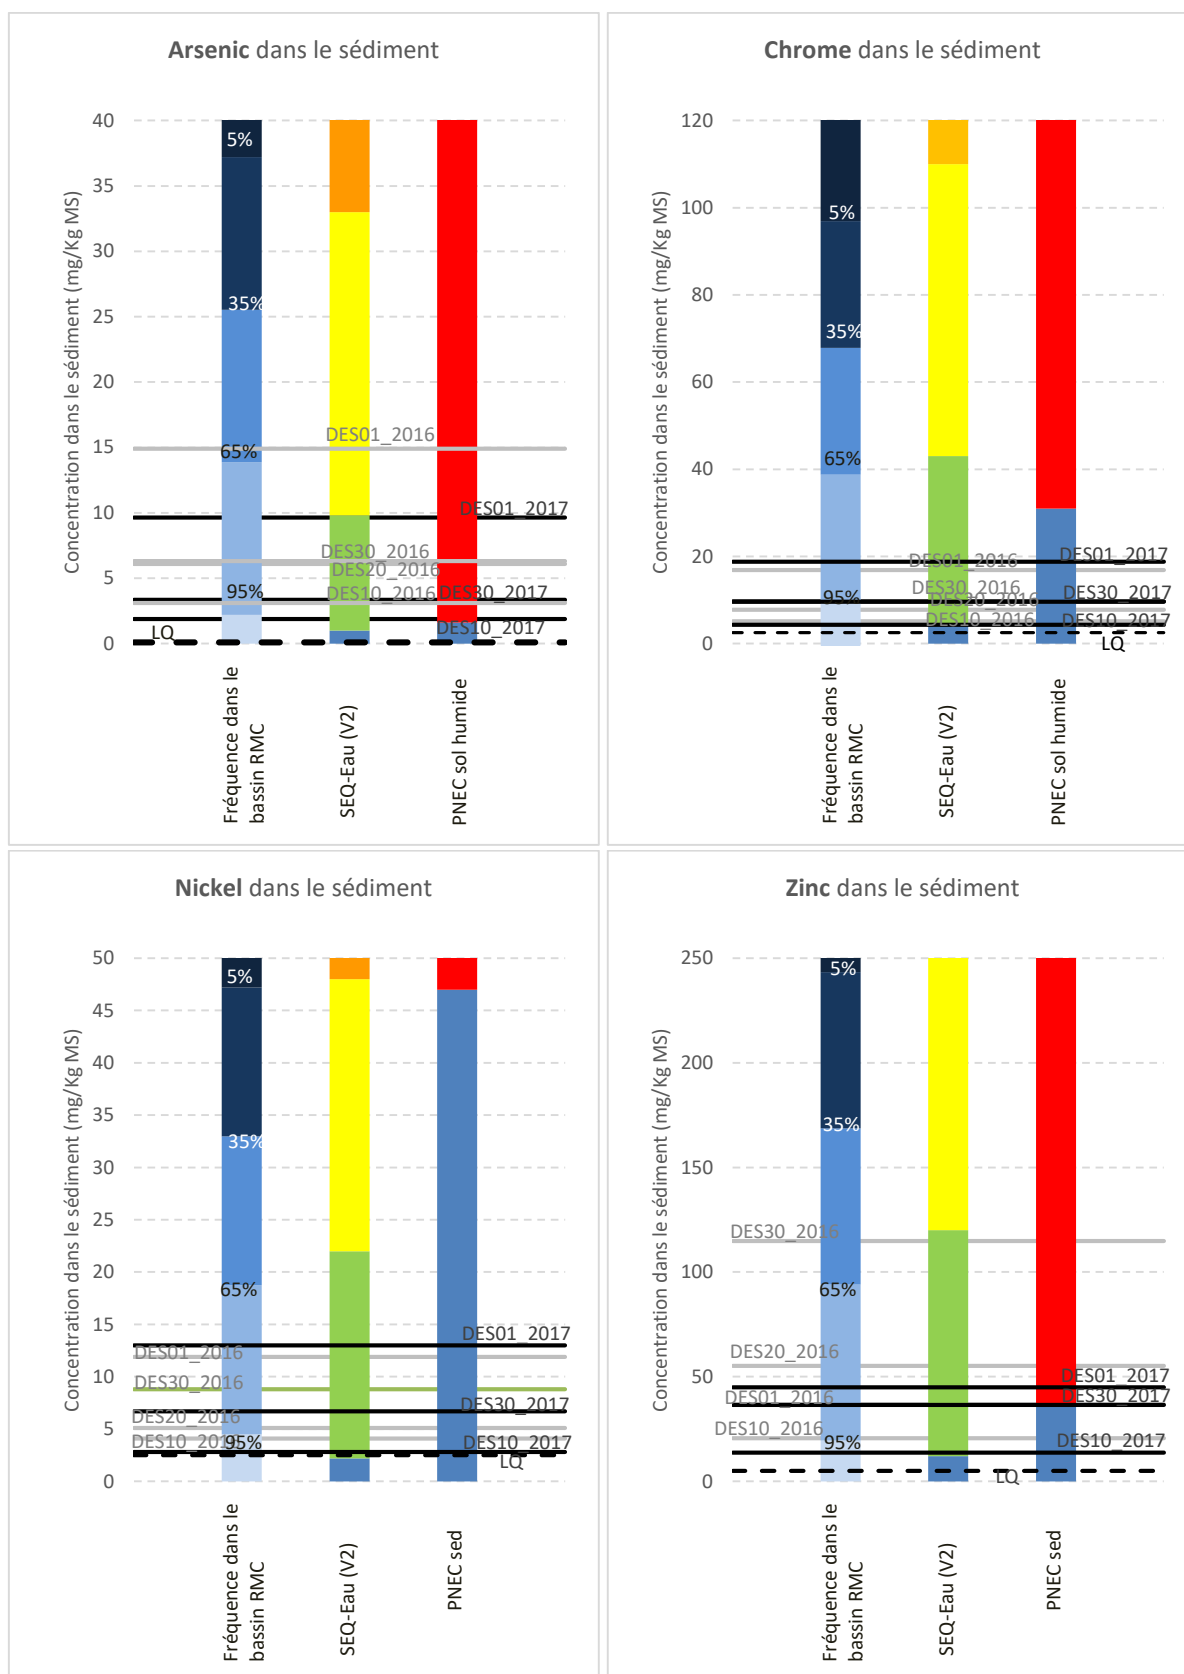 Arsenic dans le sédiment
Concentration dans le sédiment (mg/Kg MS)
40
35
30
25
20
15
10
5
0
5%
35%
65%
95%
DES01_2016
DES01_2017
DES30_2016
DES20_2016
DES10_2016
DES30_2017
DES10_2017
LQ
Fréquence dans le
bassin RMC
SEQ-Eau (V2)
PNEC sol humide
Chrome dans le sédiment
Concentration dans le sédiment (mg/Kg MS)
120
100
80
60
40
20
0
5%
35%
65%
95%
DES01_2016
DES01_2017
DES30_2016
DES30_2017
DES20_2016
DES10_2016
DES10_2017
LQ
Fréquence dans le
bassin RMC
SEQ-Eau (V2)
PNEC sol humide
Nickel dans le sédiment
Concentration dans le sédiment (mg/Kg MS)
50
45
40
35
30
25
20
15
10
5
0
5%
35%
65%
95%
DES01_2017
DES01_2016
DES30_2016
DES30_2017
DES20_2016
DES10_2016
DES10_2017
LQ
Fréquence dans le
bassin RMC
SEQ-Eau (V2)
PNEC sed
Zinc dans le sédiment
Concentration dans le sédiment (mg/Kg MS)
250
200
150
100
50
0
5%
35%
65%
95%
DES30_2016
DES20_2016
DES01_2017
DES01_2016
DES30_2017
DES10_2016
DES10_2017
LQ
Fréquence dans le
bassin RMC
SEQ-Eau (V2)
PNEC sed